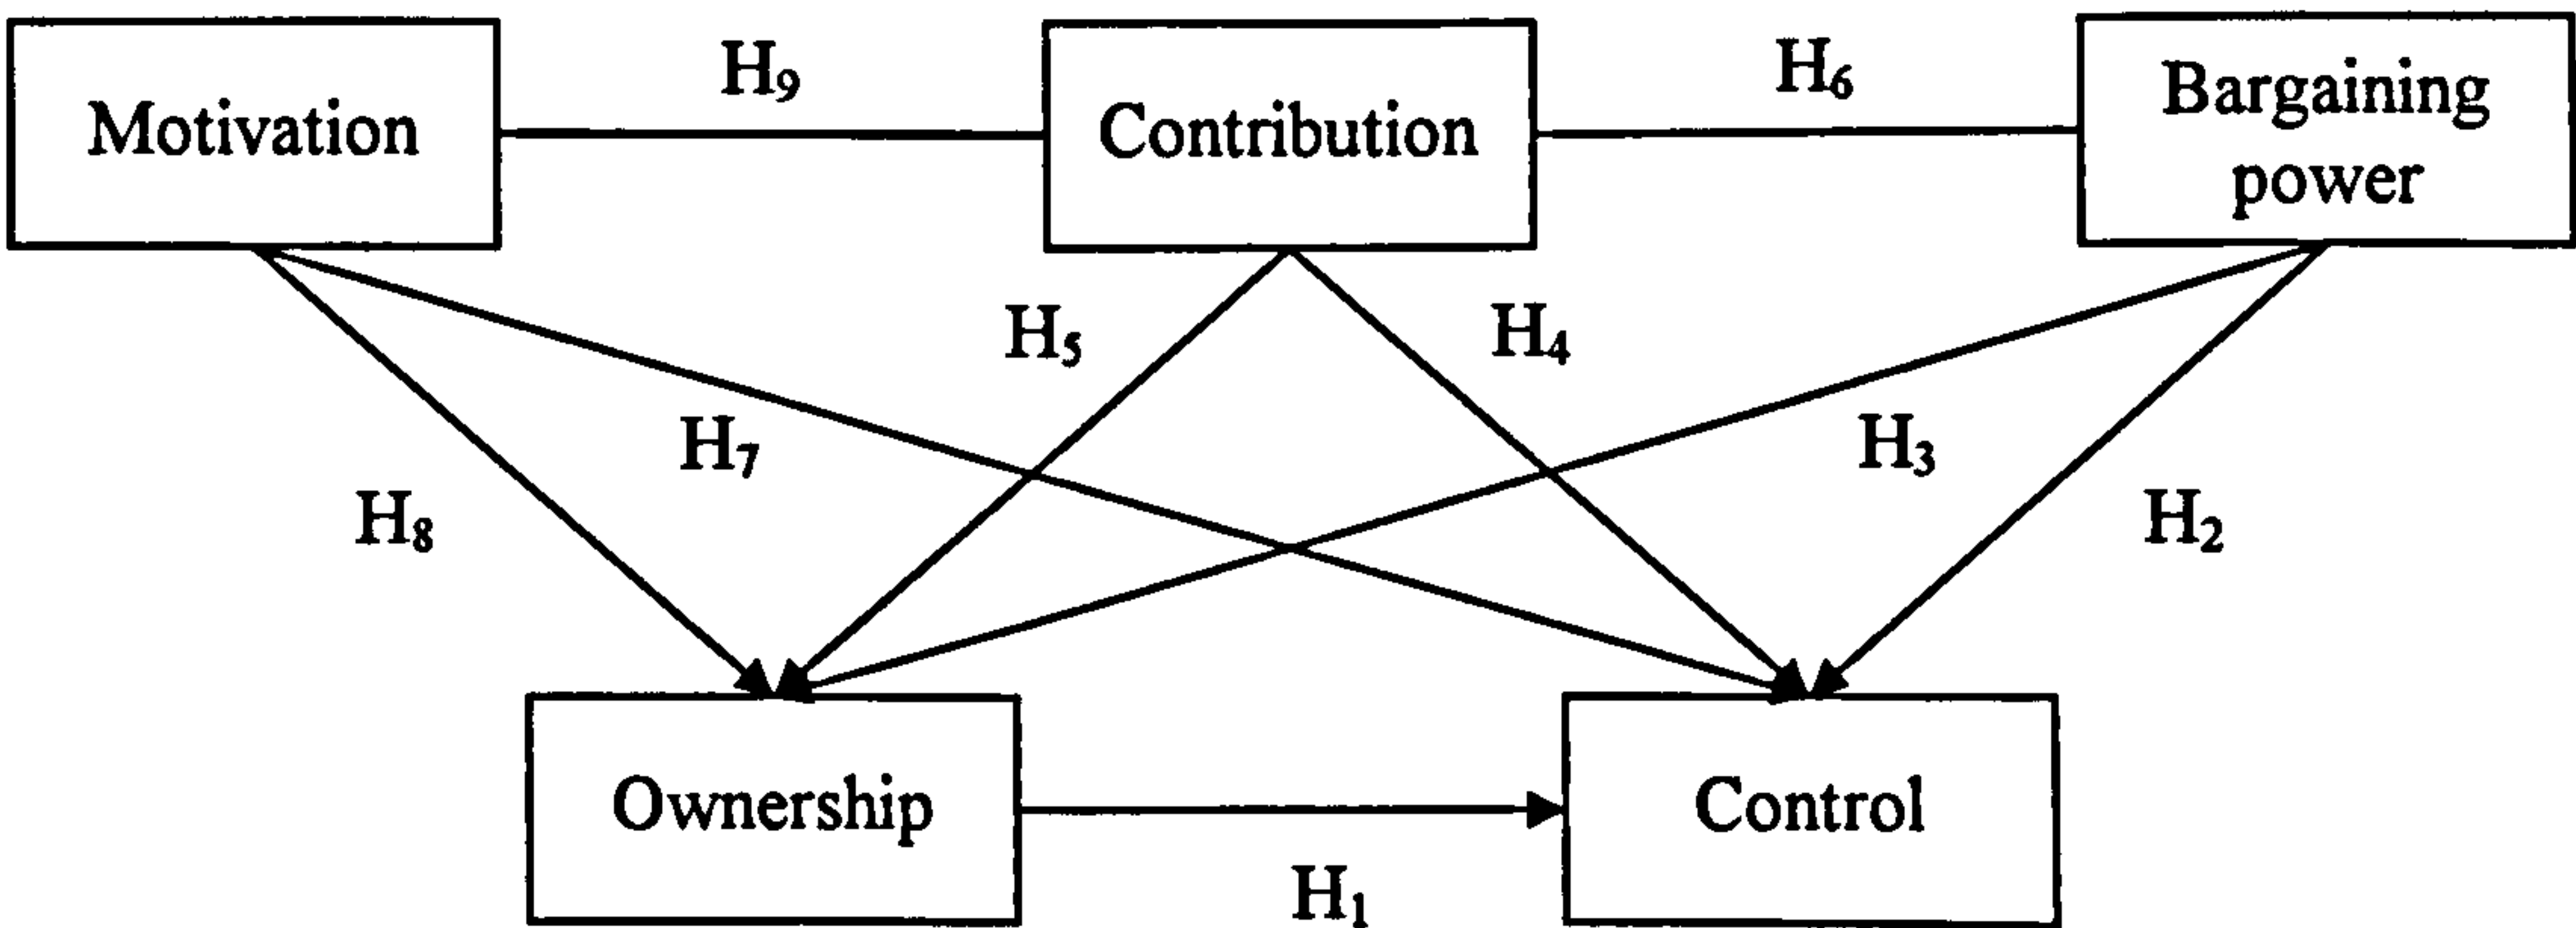 H₉
H₆
Motivation
Contribution
Bargaining
power
H₅
H₄
H₇
H₃
H₈
H₂
Ownership
Control
H₁